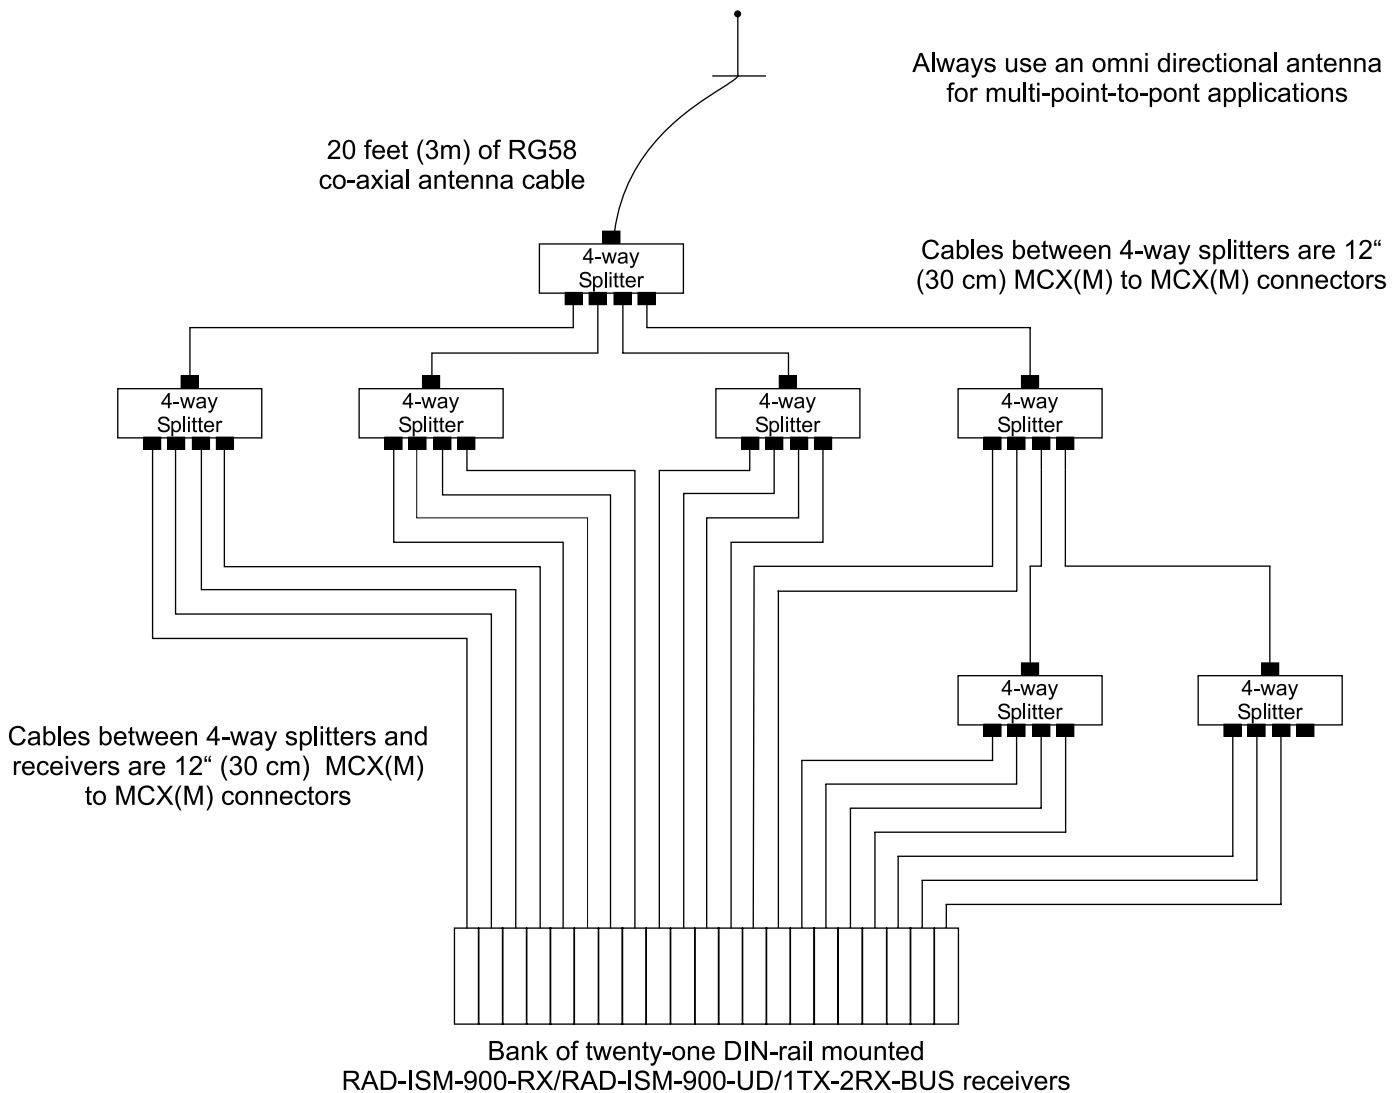 Always use an omni directional antenna
for multi-point-to-pont applications
20 feet (3m) of RG58
co-axial antenna cable
4-way
Splitter
Cables between 4-way splitters are 12“
(30 cm) MCX(M) to MCX(M) connectors
4-way
Splitter
4-way
Splitter
4-way
Splitter
4-way
Splitter
4-way
Splitter
4-way
Splitter
Cables between 4-way splitters and
receivers are 12“ (30 cm) MCX(M)
to MCX(M) connectors
Bank of twenty-one DIN-rail mounted
RAD-ISM-900-RX/RAD-ISM-900-UD/1TX-2RX-BUS receivers